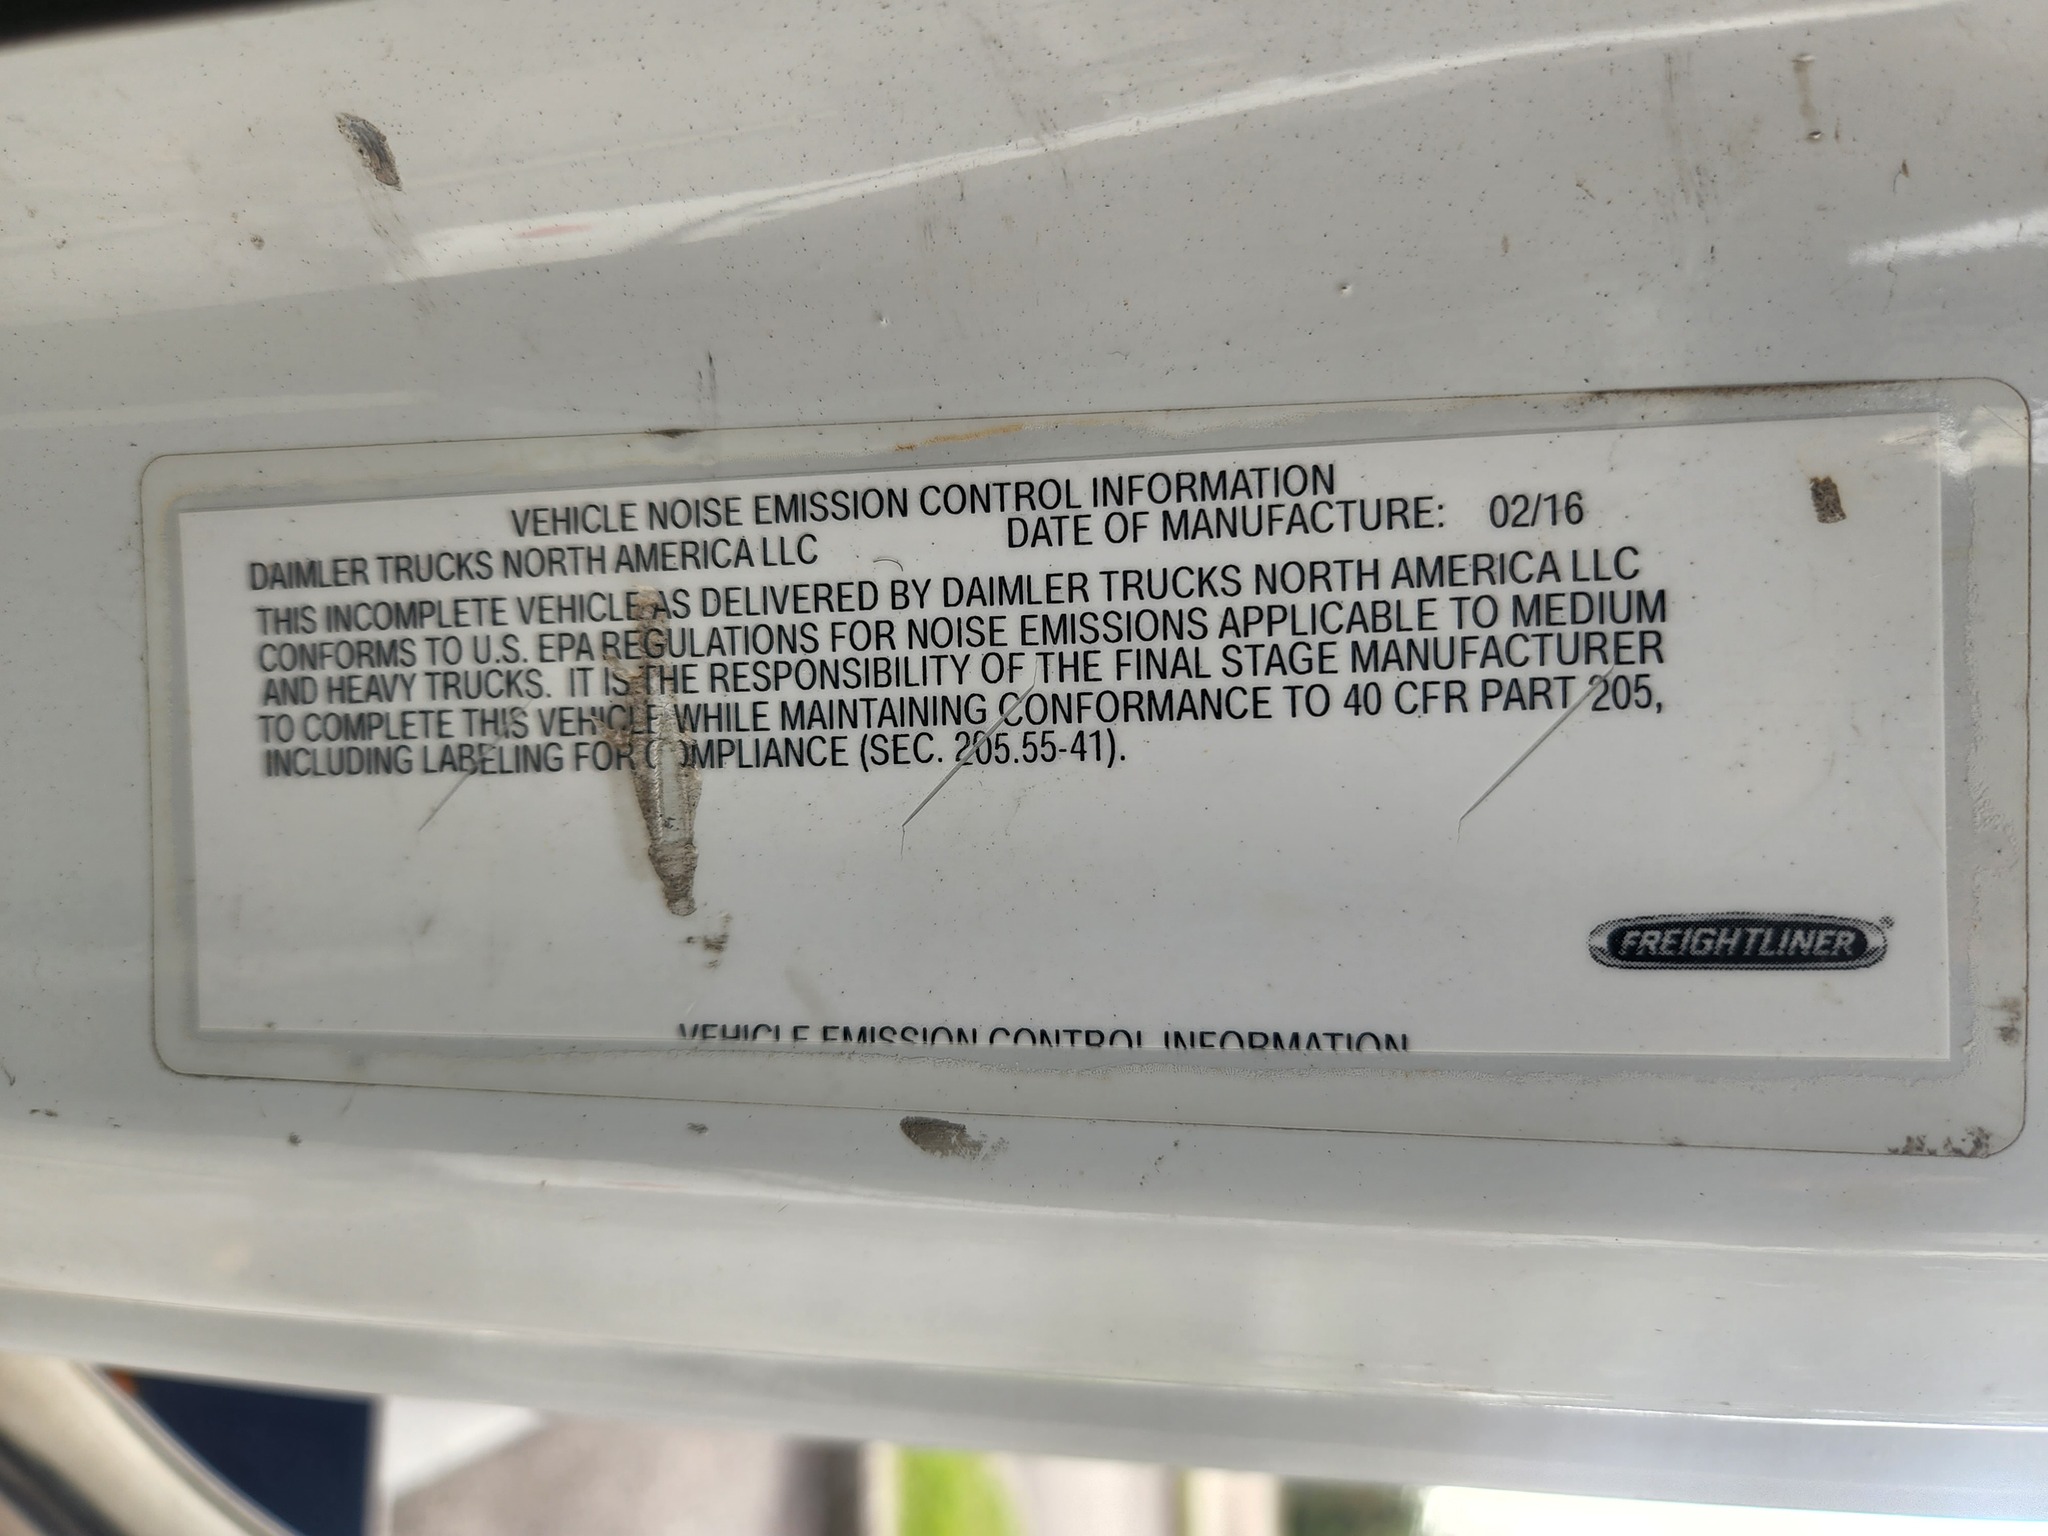 VEHICLE NOISE EMISSION CONTROL INFORMATION
DAIMLER TRUCKS NORTH AMERICA LLC DATE OF MANUFACTURE: 02/16
THIS INCOMPLETE VEHICLE AS DELIVERED BY DAIMLER TRUCKS NORTH AMERICA LLC
CONFORMS TO U.S. EPA REGULATIONS FOR NOISE EMISSIONS APPLICABLE TO MEDIUM
AND HEAVY TRUCKS. IT IS THE RESPONSIBILITY OF THE FINAL STAGE MANUFACTURER
TO COMPLETE THIS VEHICLE WHILE MAINTAINING CONFORMANCE TO 40 CFR PART 205,
INCLUDING LABELING FOR COMPLIANCE (SEC. 205.55-41).
FREIGHTLINER®
VEHICLE EMISSION CONTROL INFORMATION